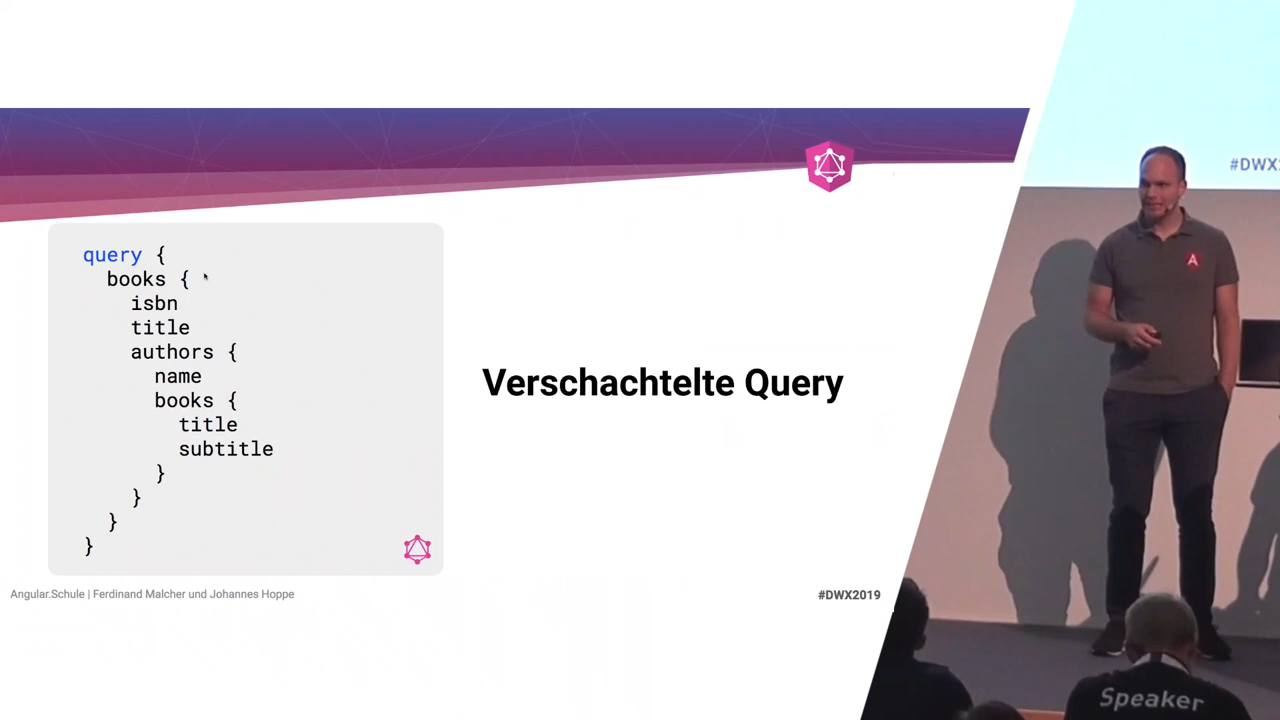 query {
books {
isbn
title
authors {
name
books {
title
subtitle
}
}
}
}
Verschachtelte Query
Angular.Schule | Ferdinand Malcher und Johannes Hoppe
#DWX2019
#DWX
A
Speaker